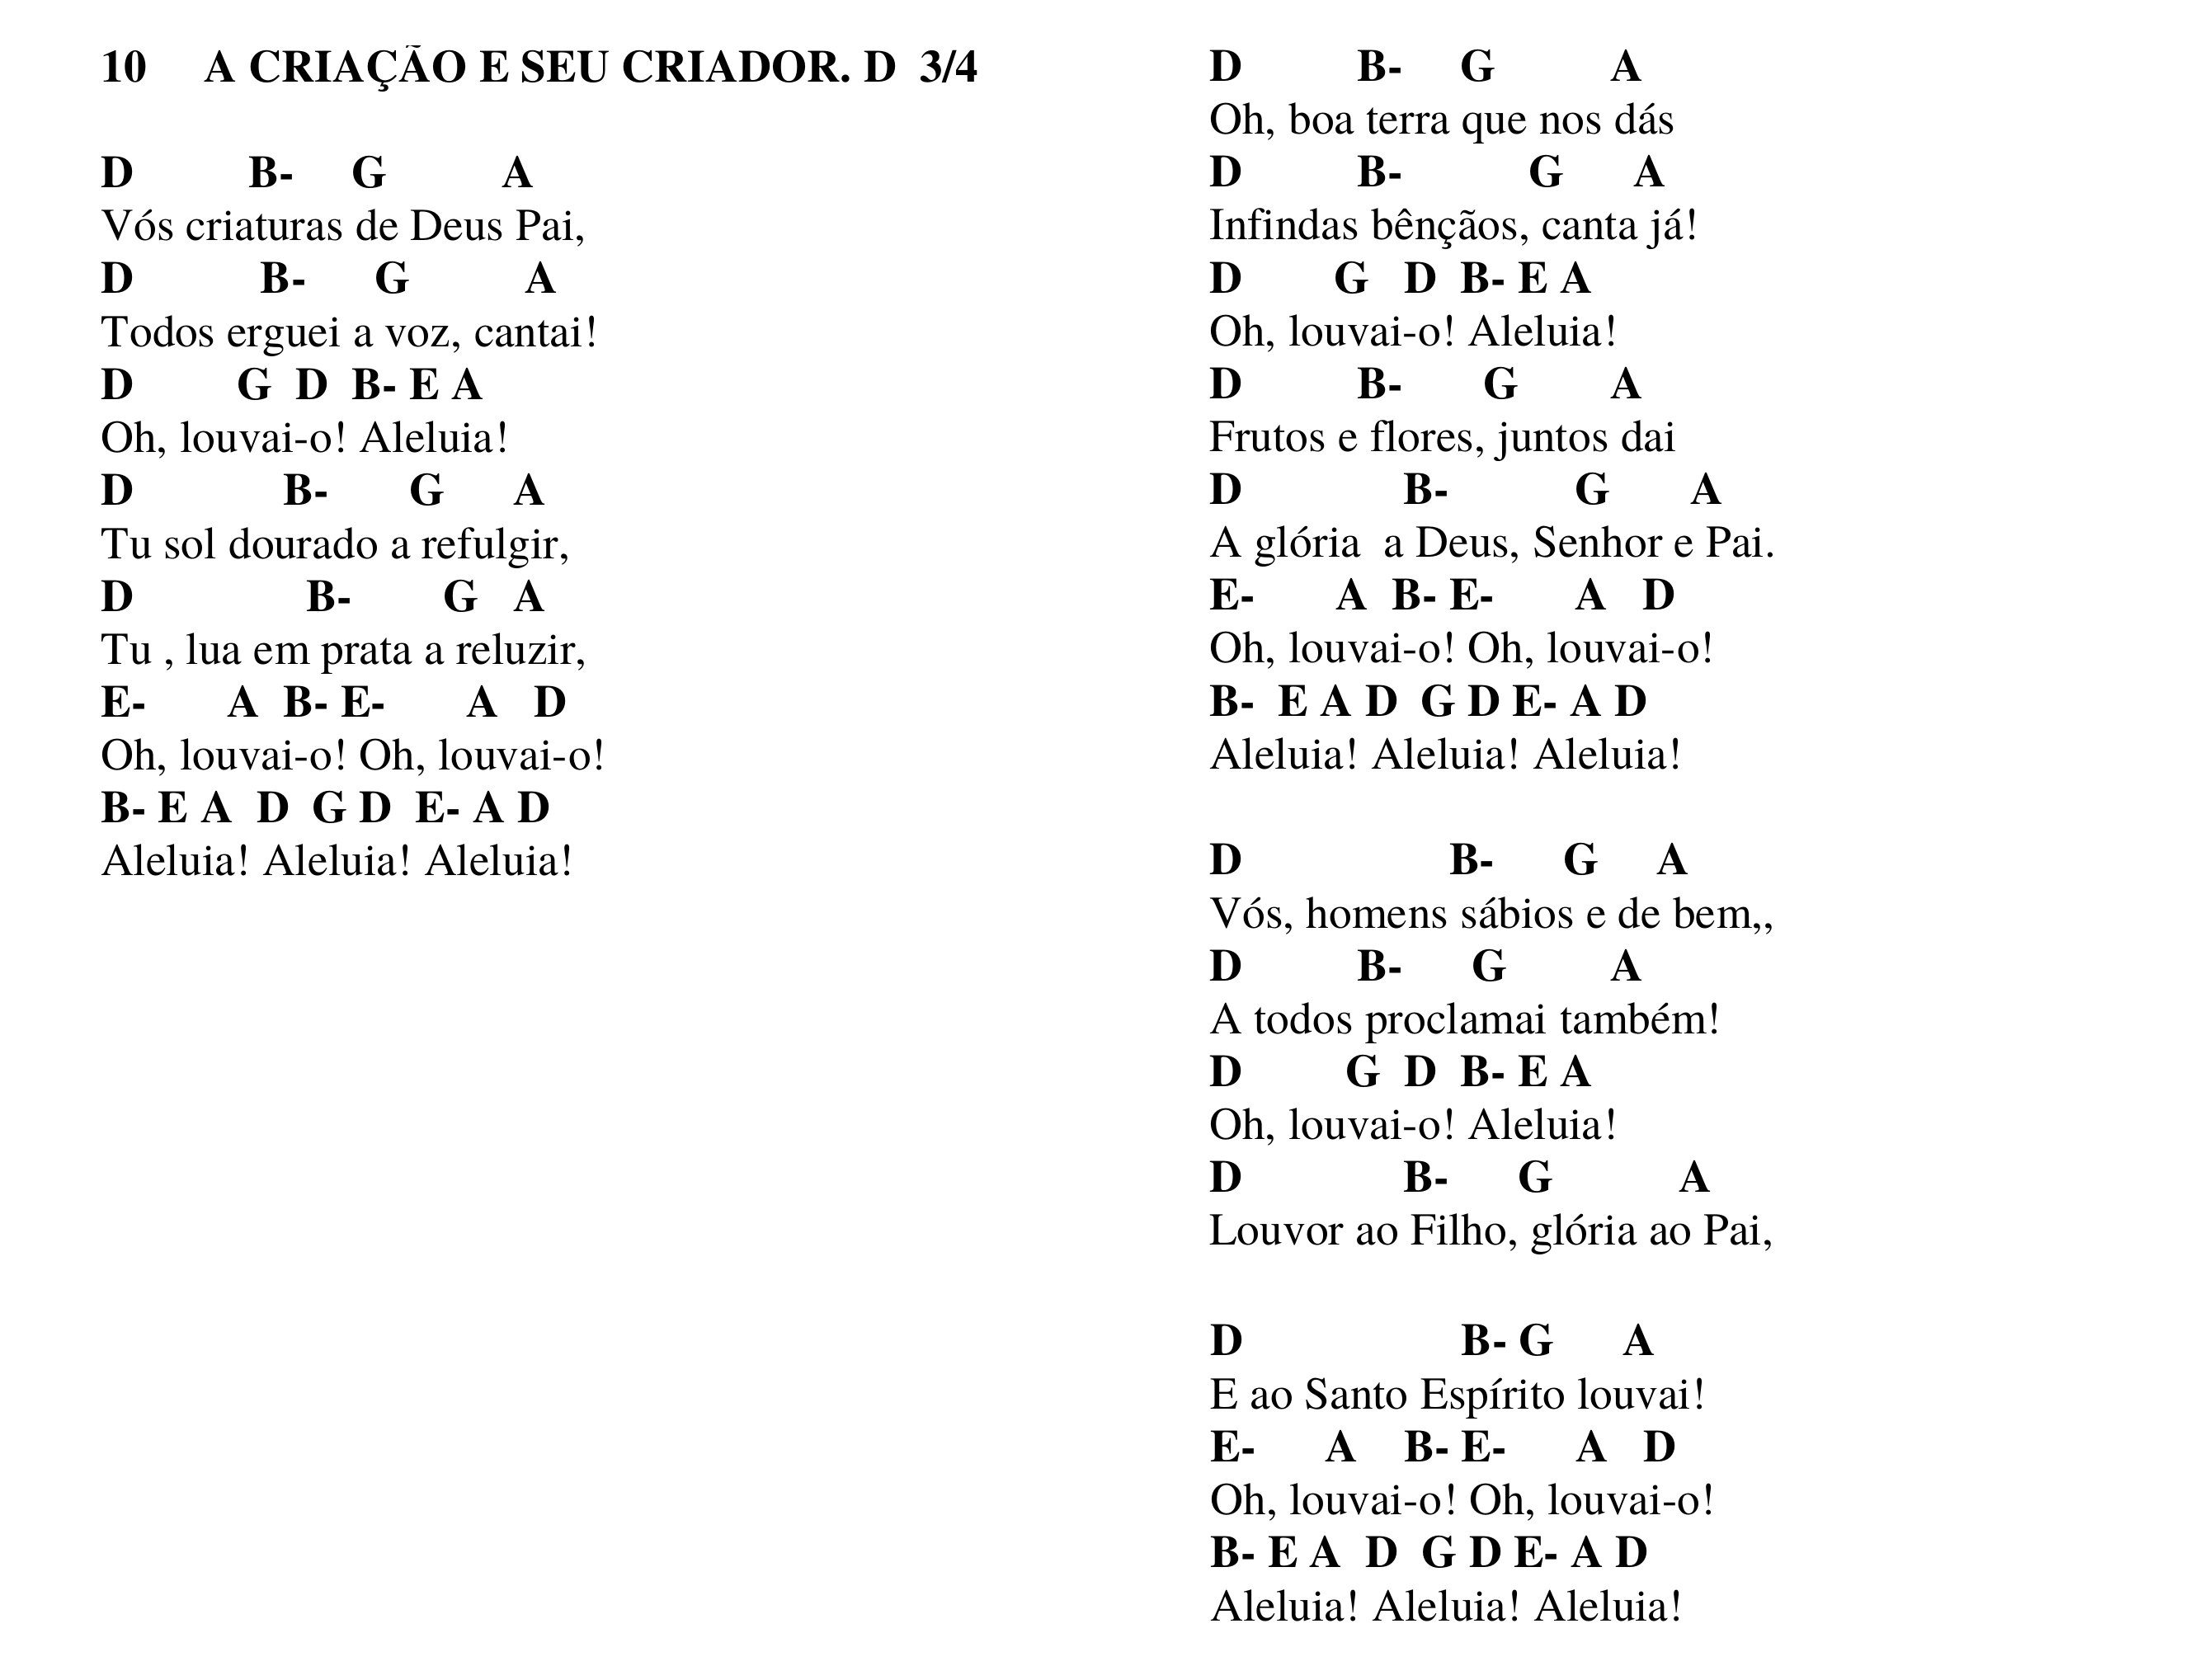 10     A CRIAÇÃO E SEU CRIADOR. D  3/4
D          B-     G          A
Vós criaturas de Deus Pai,
D           B-      G          A
Todos erguei a voz, cantai!
D         G  D  B- E A
Oh, louvai-o! Aleluia!
D             B-       G      A
Tu sol dourado a refulgir,
D               B-        G   A
Tu , lua em prata a reluzir,
E-       A  B- E-       A   D
Oh, louvai-o! Oh, louvai-o!
B- E A  D  G D  E- A D
Aleluia! Aleluia! Aleluia!
D          B-     G          A
Oh, boa terra que nos dás
D          B-           G      A
Infindas bênçãos, canta já!
D        G   D  B- E A
Oh, louvai-o! Aleluia!
D          B-       G        A
Frutos e flores, juntos dai
D              B-           G       A
A glória  a Deus, Senhor e Pai.
E-       A  B- E-       A   D
Oh, louvai-o! Oh, louvai-o!
B-  E A D  G D E- A D
Aleluia! Aleluia! Aleluia!
D                  B-      G     A
Vós, homens sábios e de bem,,
D          B-      G         A
A todos proclamai também!
D         G  D  B- E A
Oh, louvai-o! Aleluia!
D              B-      G           A
Louvor ao Filho, glória ao Pai,
D                   B- G      A
E ao Santo Espírito louvai!
E-      A    B- E-      A   D
Oh, louvai-o! Oh, louvai-o!
B- E A  D  G D E- A D
Aleluia! Aleluia! Aleluia!